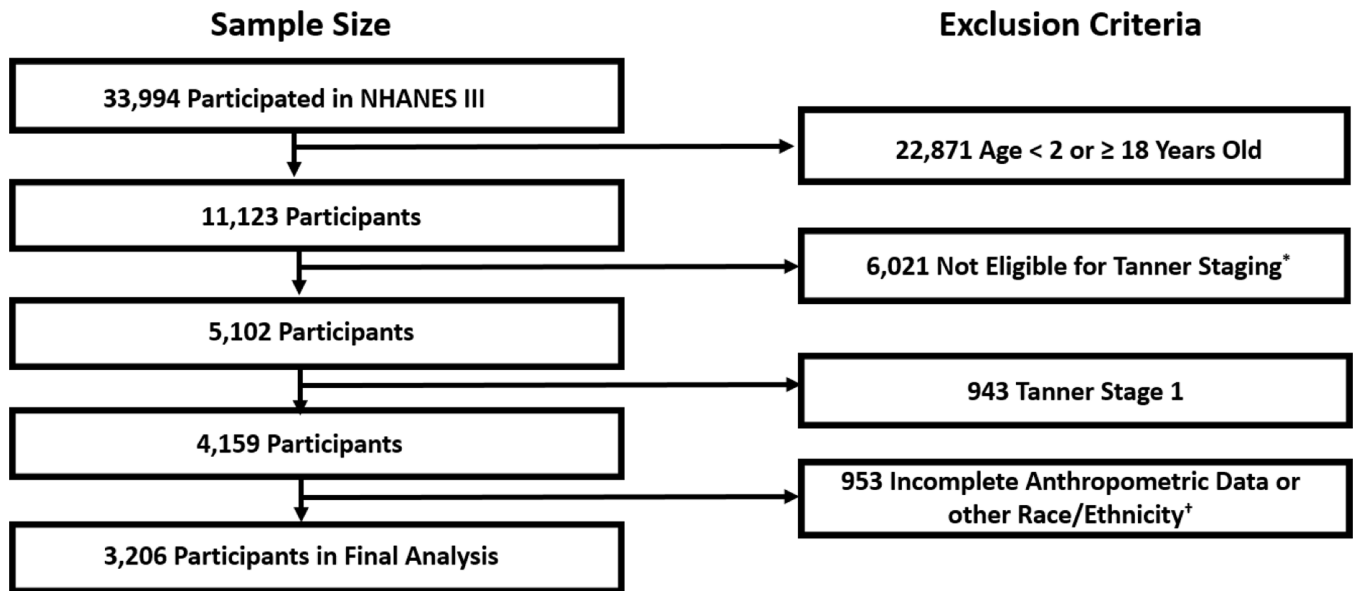 Sample Size
Exclusion Criteria
33,994 Participated in NHANES III
22,871 Age < 2 or ≥ 18 Years Old
11,123 Participants
6,021 Not Eligible for Tanner Staging*
5,102 Participants
943 Tanner Stage 1
4,159 Participants
953 Incomplete Anthropometric Data or
other Race/Ethnicity†
3,206 Participants in Final Analysis